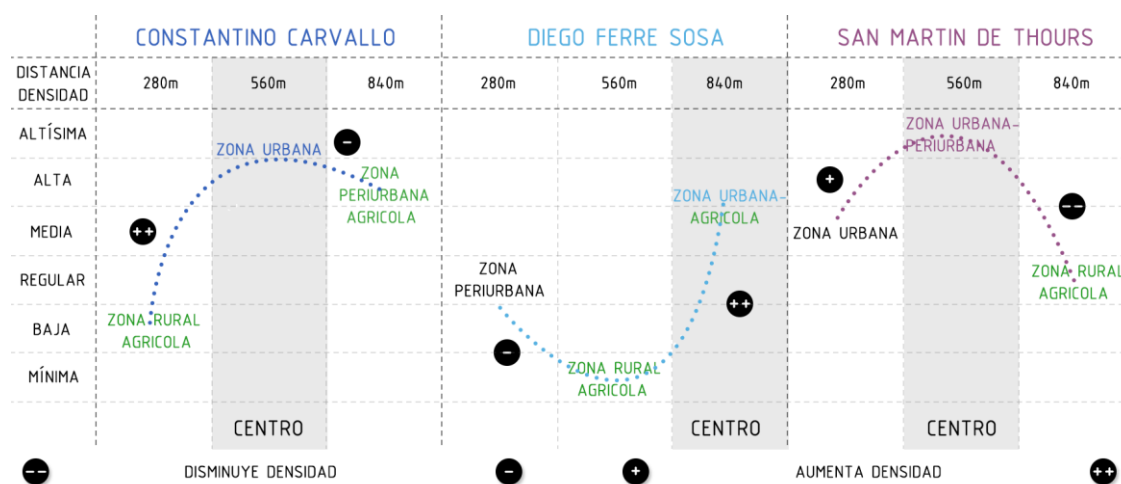 CONSTANTINO CARVALLO
DIEGO FERRE SOSA
SAN MARTIN DE THOURS
DISTANCIA
DENSIDAD
280m
560m
840m
280m
560m
840m
280m
560m
840m
ALTÍSIMA
ALTA
MEDIA
REGULAR
BAJA
MÍNIMA
ZONA URBANA
-
ZONA
PERIURBANA
AGRICOLA
++
ZONA RURAL
AGRICOLA
CENTRO
ZONA
PERIURBANA
-
ZONA RURAL
AGRICOLA
ZONA URBANA-
AGRICOLA
++
CENTRO
ZONA URBANA-
PERIURBANA
+
ZONA URBANA
--
ZONA RURAL
AGRICOLA
CENTRO
--
DISMINUYE DENSIDAD
-
+
AUMENTA DENSIDAD
++